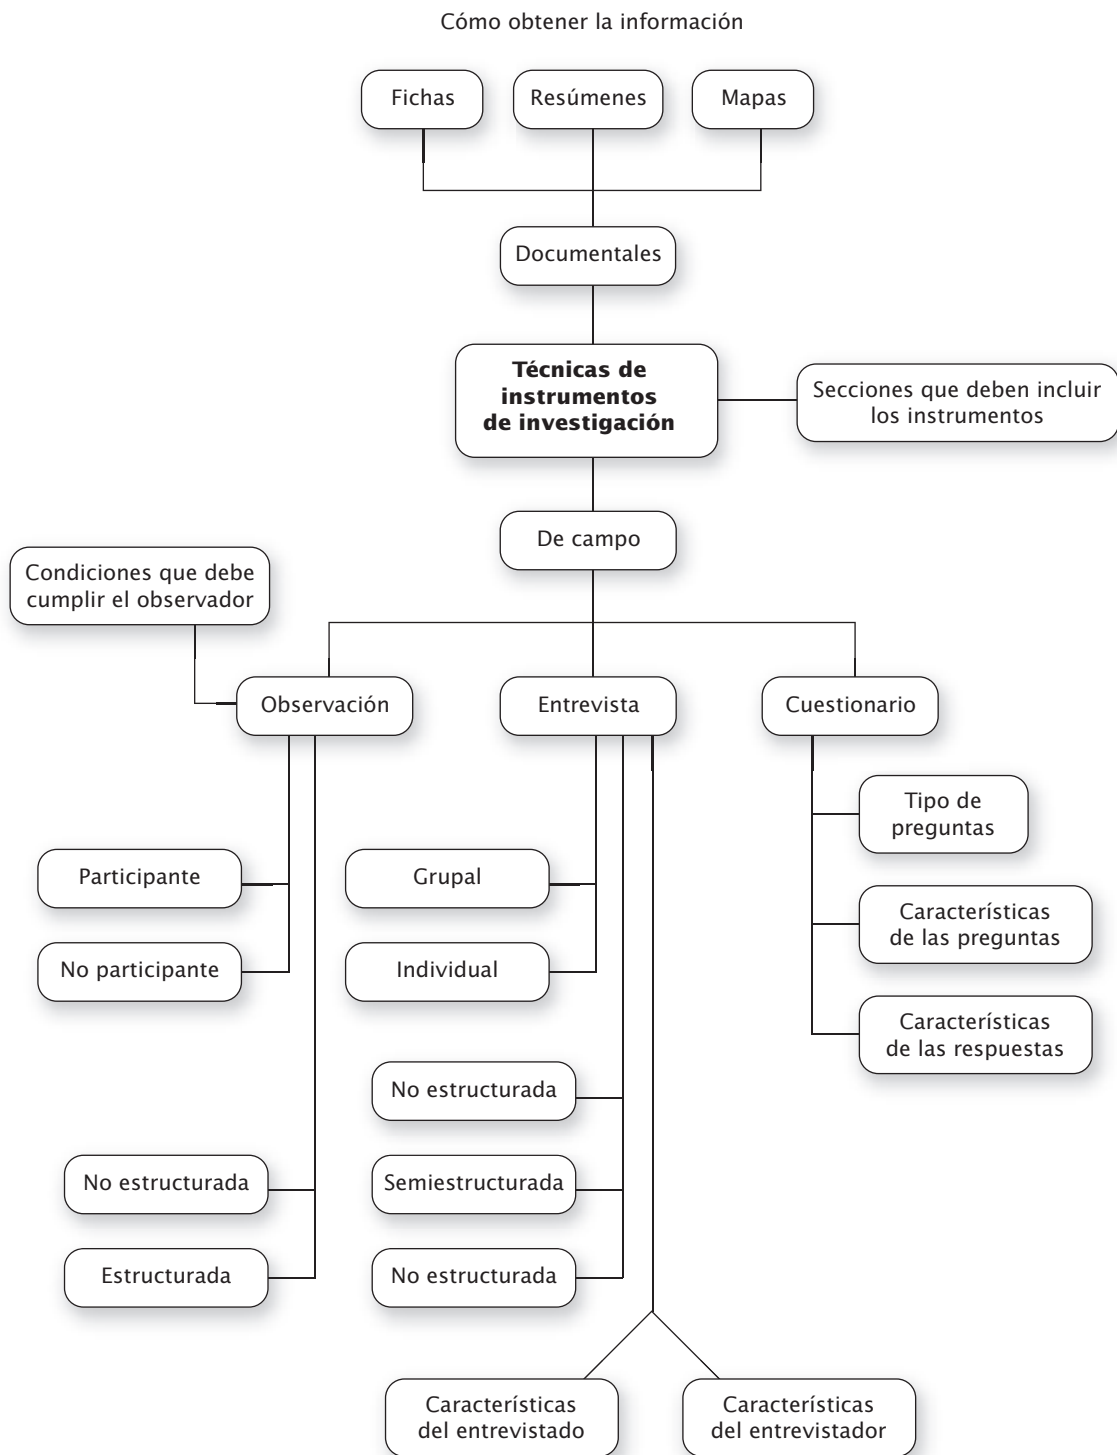 Cómo obtener la información
Fichas
Resúmenes
Mapas
Documentales
Técnicas de
instrumentos
de investigación
Secciones que deben incluir
los instrumentos
De campo
Condiciones que debe
cumplir el observador
Observación
Entrevista
Cuestionario
Tipo de
preguntas
Participante
Grupal
Características
de las preguntas
No participante
Individual
Características
de las respuestas
No estructurada
No estructurada
Semiestructurada
Estructurada
No estructurada
Características
del entrevistado
Características
del entrevistador